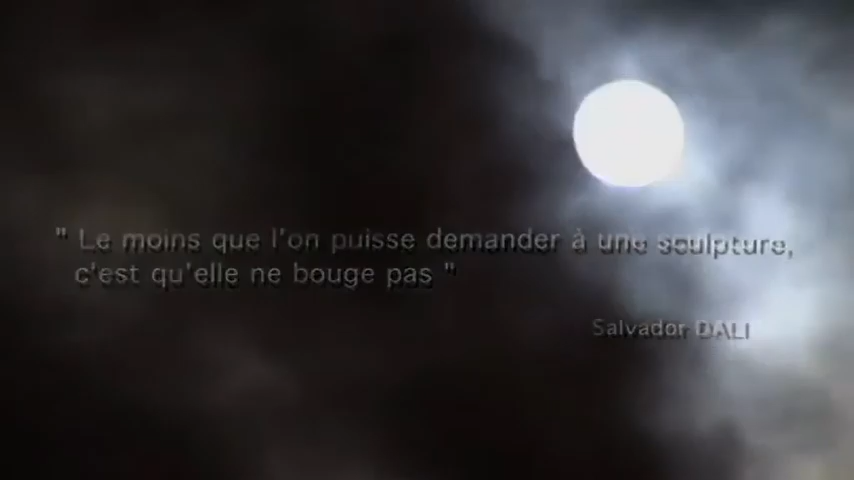 " Le moins que l'on puisse demander à une sculpture,
c'est qu'elle ne bouge pas "
Salvador DALI